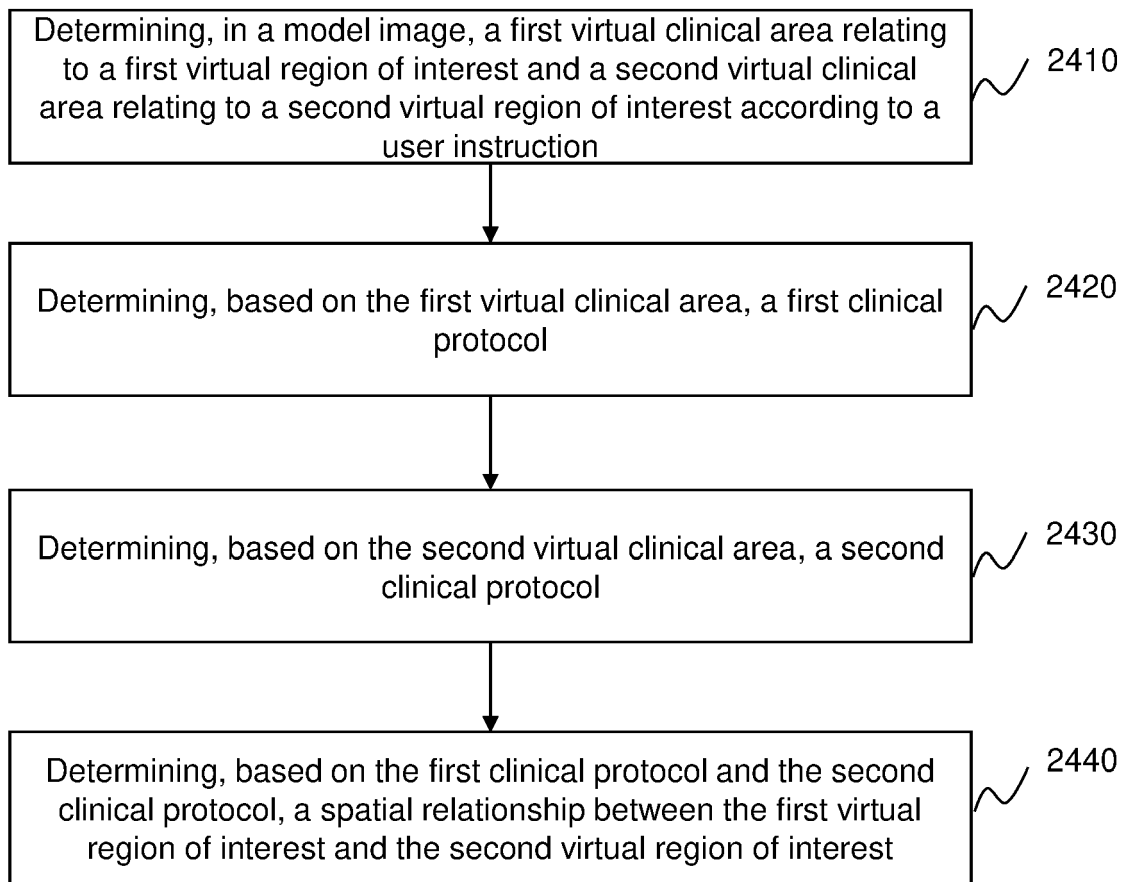 Determining, in a model image, a first virtual clinical area relating
to a first virtual region of interest and a second virtual clinical
area relating to a second virtual region of interest according to a
user instruction
2410
Determining, based on the first virtual clinical area, a first clinical
protocol
2420
Determining, based on the second virtual clinical area, a second
clinical protocol
2430
Determining, based on the first clinical protocol and the second
clinical protocol, a spatial relationship between the first virtual
region of interest and the second virtual region of interest
2440